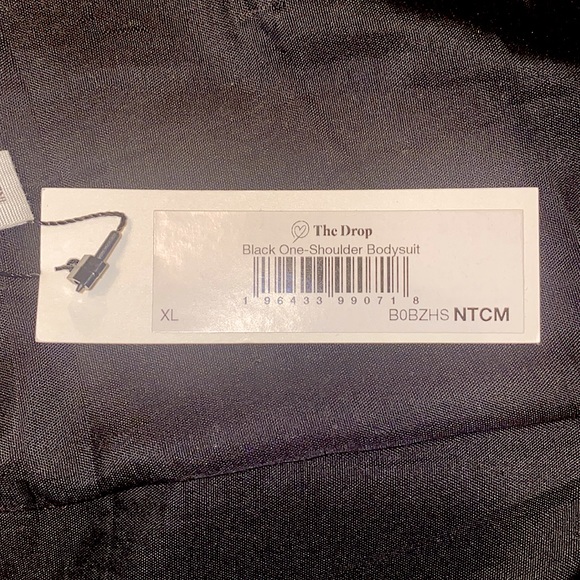 The Drop
Black One-Shoulder Bodysuit
1 96433 99071 8
XL B0BZHS NTCM